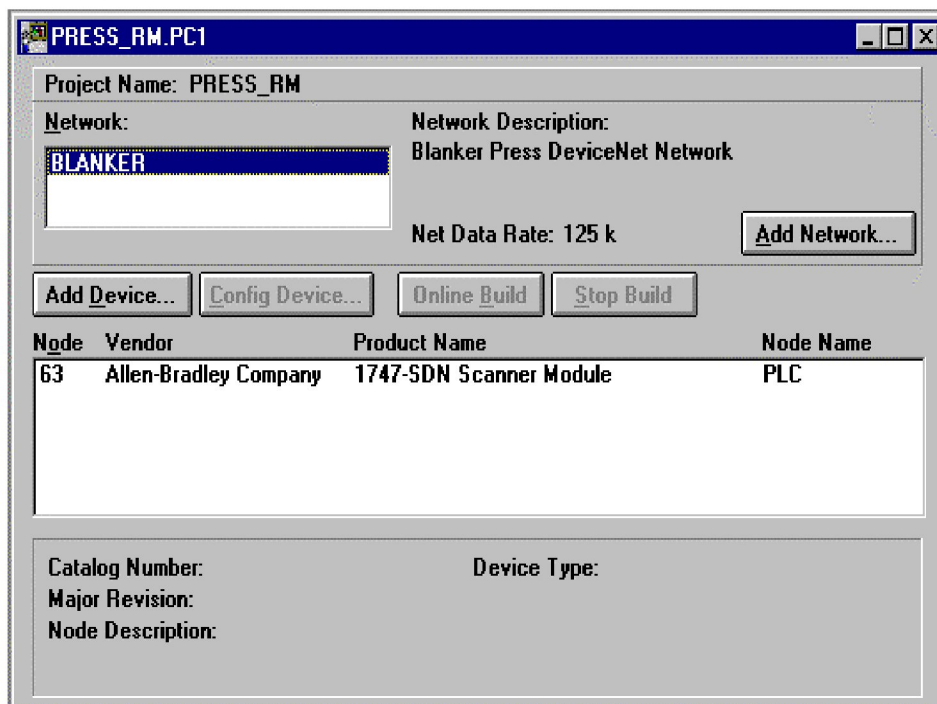 PRESS_RM.PC1
Project Name: PRESS_RM
Network:
BLANKER
Network Description:
Blanker Press DeviceNet Network
Net Data Rate: 125 k
Add Network...
Add Device... Config Device... Online Build Stop Build
Node Vendor Product Name Node Name
63 Allen-Bradley Company 1747-SDN Scanner Module PLC
Catalog Number: Device Type:
Major Revision:
Node Description: